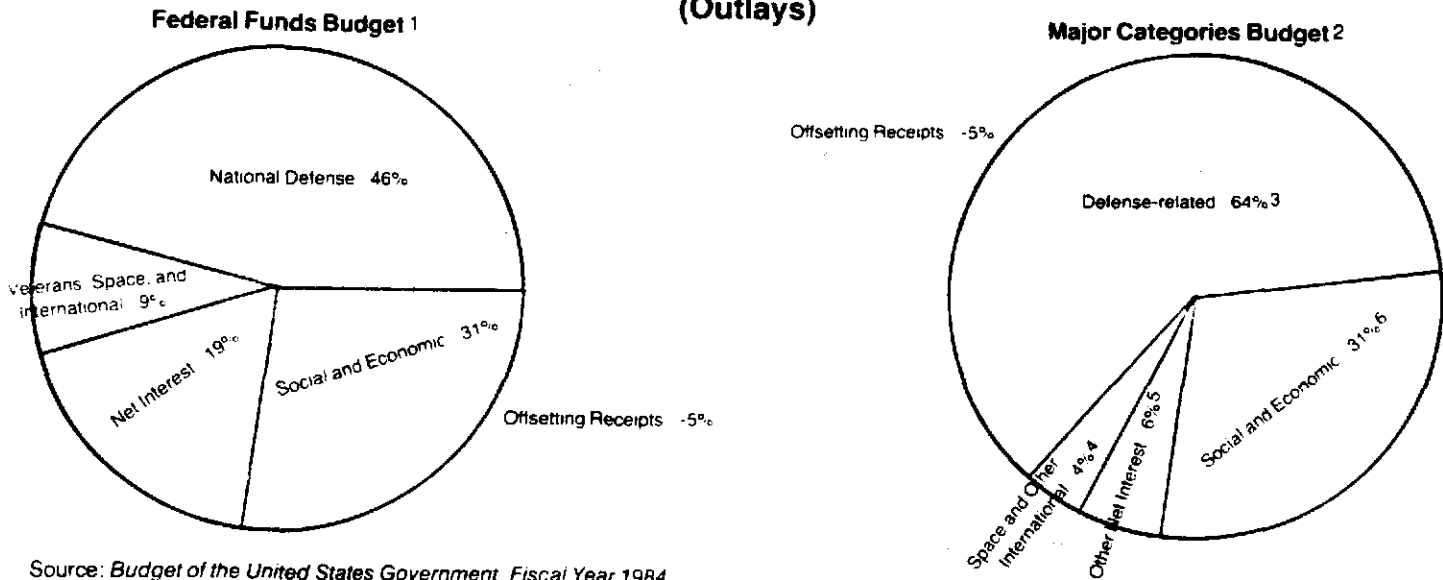 (Outlays)
Federal Funds Budget 1
National Defense 46%
Veterans, Space, and
International 9%
Net Interest 19%
Social and Economic 31%
Offsetting Receipts -5%
Major Categories Budget 2
Offsetting Receipts -5%
Defense-related 64% 3
Space and Other
International 4% 4
Other Net Interest 6% 5
Social and Economic 31% 6
Source: Budget of the United States Government, Fiscal Year 1984